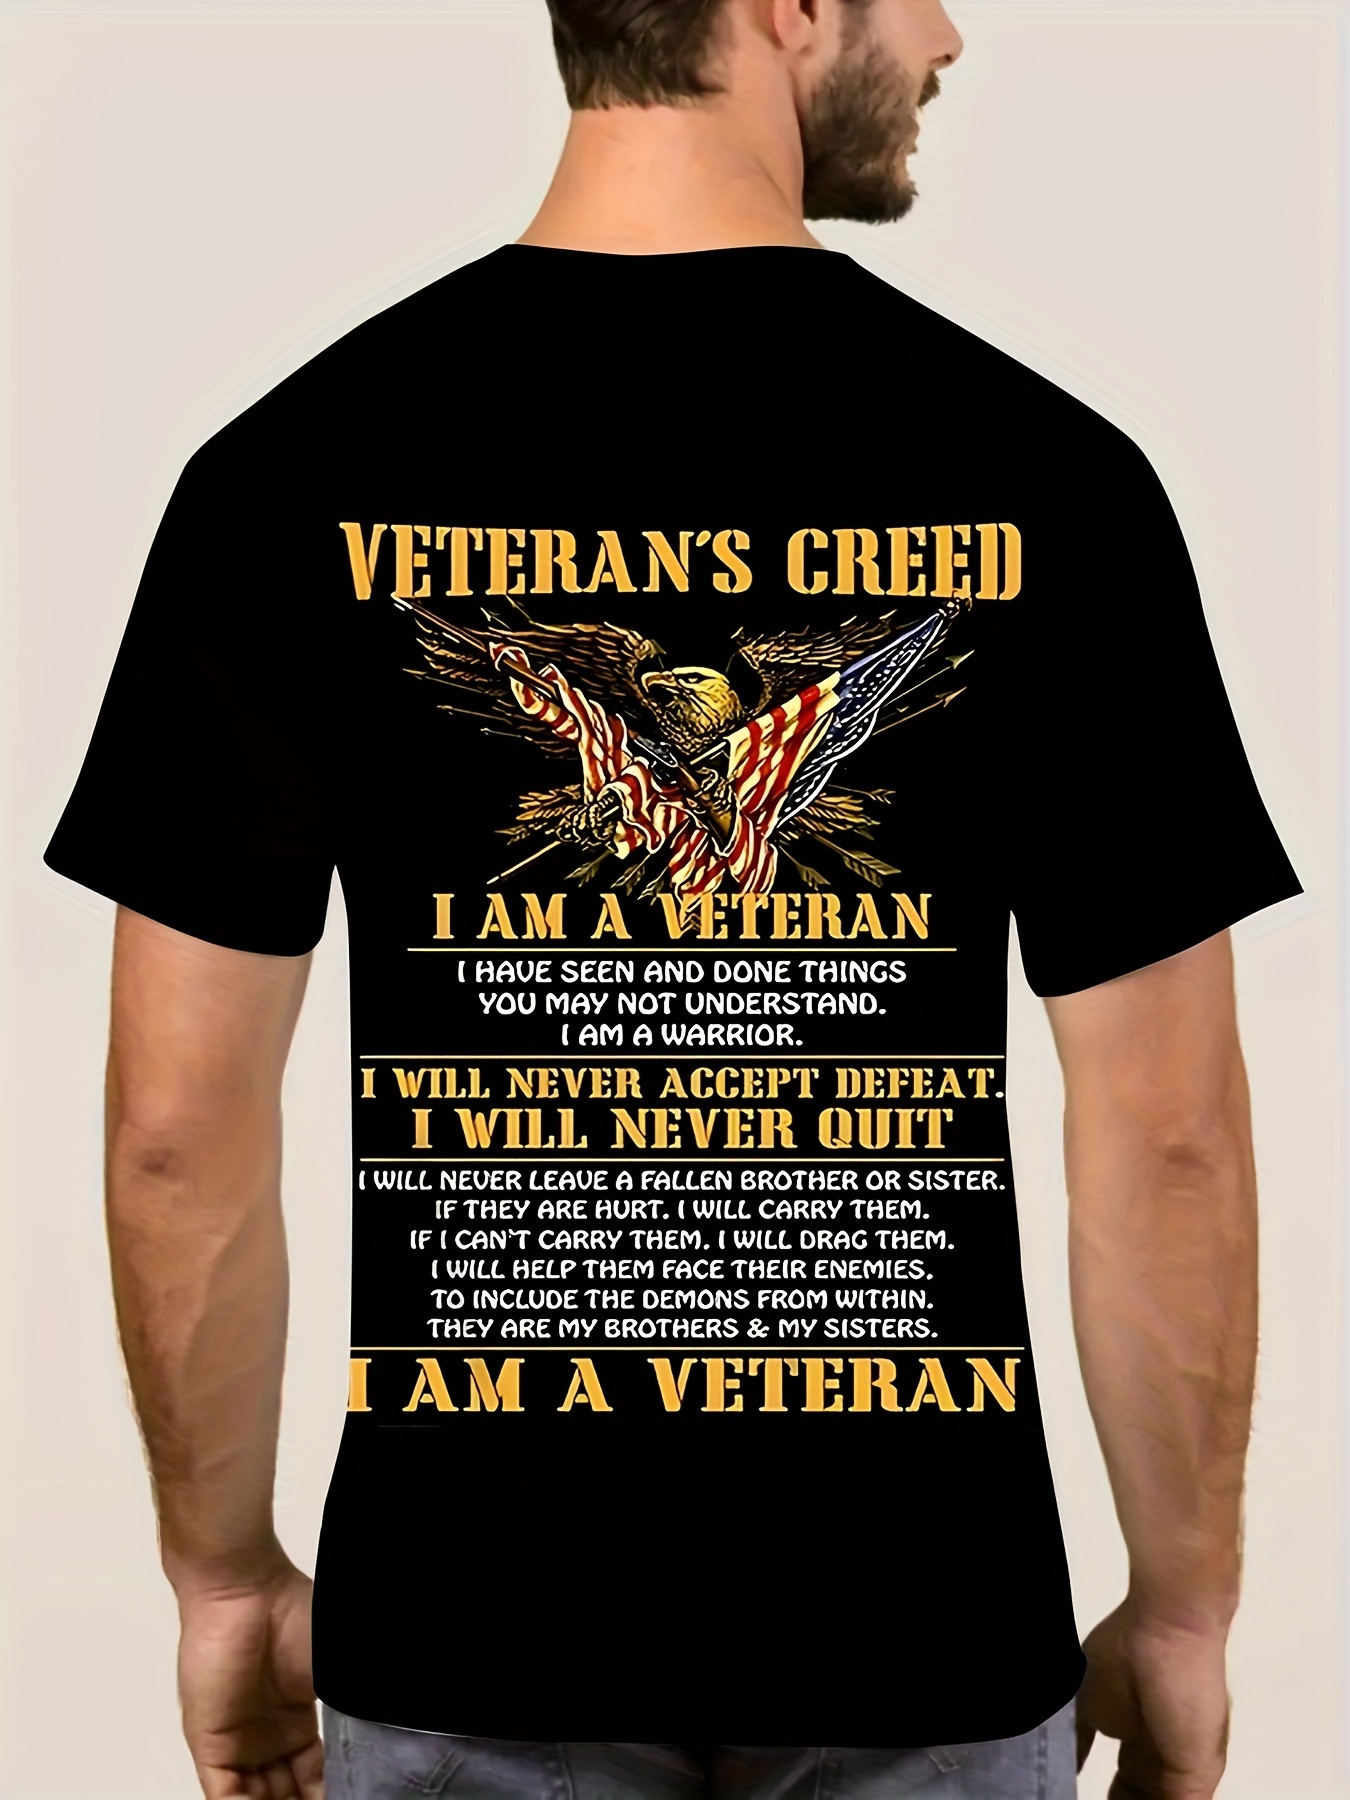 VETERAN'S CREED
I AM A VETERAN
I HAVE SEEN AND DONE THINGS
YOU MAY NOT UNDERSTAND.
I AM A WARRIOR.
I WILL NEVER ACCEPT DEFEAT.
I WILL NEVER QUIT
I WILL NEVER LEAVE A FALLEN BROTHER OR SISTER.
IF THEY ARE HURT. I WILL CARRY THEM.
IF I CAN'T CARRY THEM. I WILL DRAG THEM.
I WILL HELP THEM FACE THEIR ENEMIES.
TO INCLUDE THE DEMONS FROM WITHIN.
THEY ARE MY BROTHERS & MY SISTERS.
I AM A VETERAN